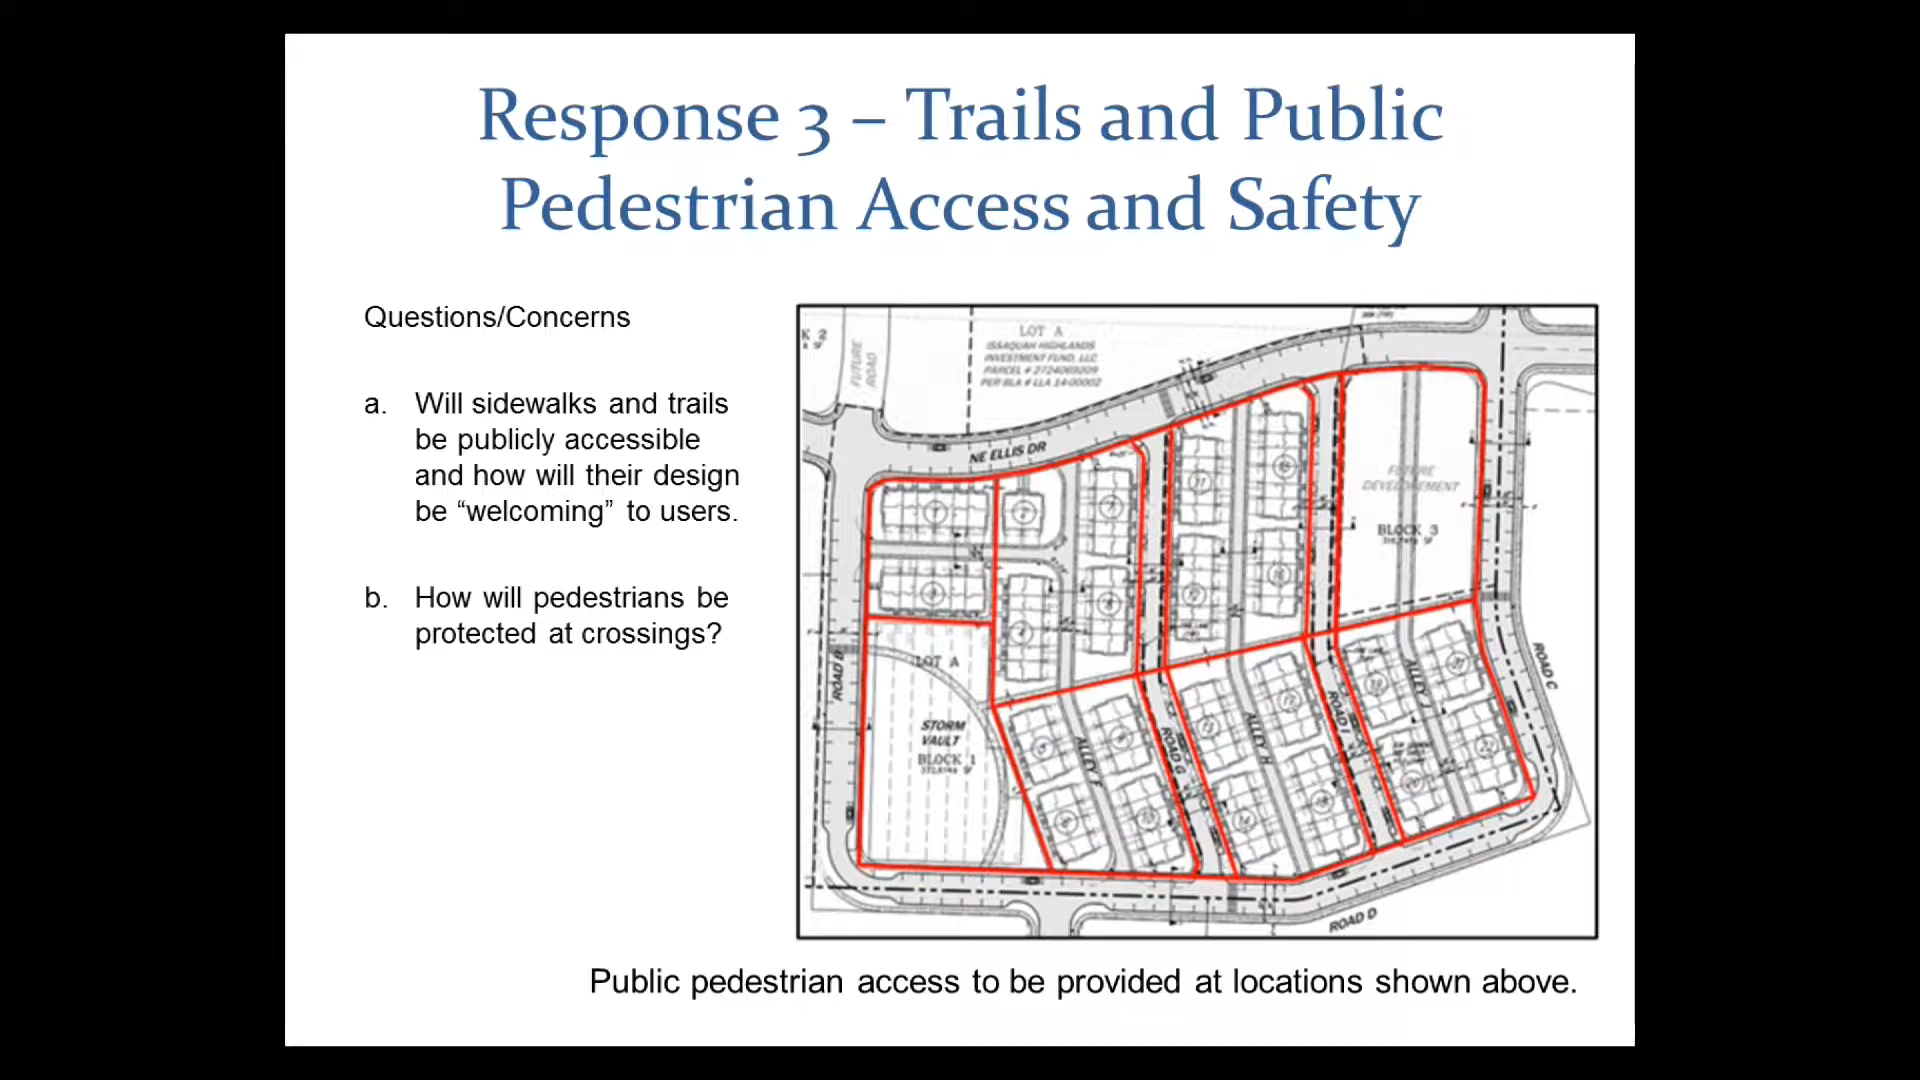 Response 3 – Trails and Public
Pedestrian Access and Safety
Questions/Concerns
a. Will sidewalks and trails
be publicly accessible
and how will their design
be “welcoming” to users.
b. How will pedestrians be
protected at crossings?
K 2
FUTURE
ROAD
LOT A
ISSAQUAH HIGHLANDS
INVESTMENT FUND, LLC
PARCEL # 2724069209
PER BLA # LLA 14-00002
NE ELLIS DR
FUTURE
DEVELOPMENT
BLOCK 3
LOT A
STORM
VAULT
BLOCK 1
ROAD B
ALLEY F
ROAD G
ALLEY H
ROAD I
ALLEY J
ROAD C
ROAD D
Public pedestrian access to be provided at locations shown above.